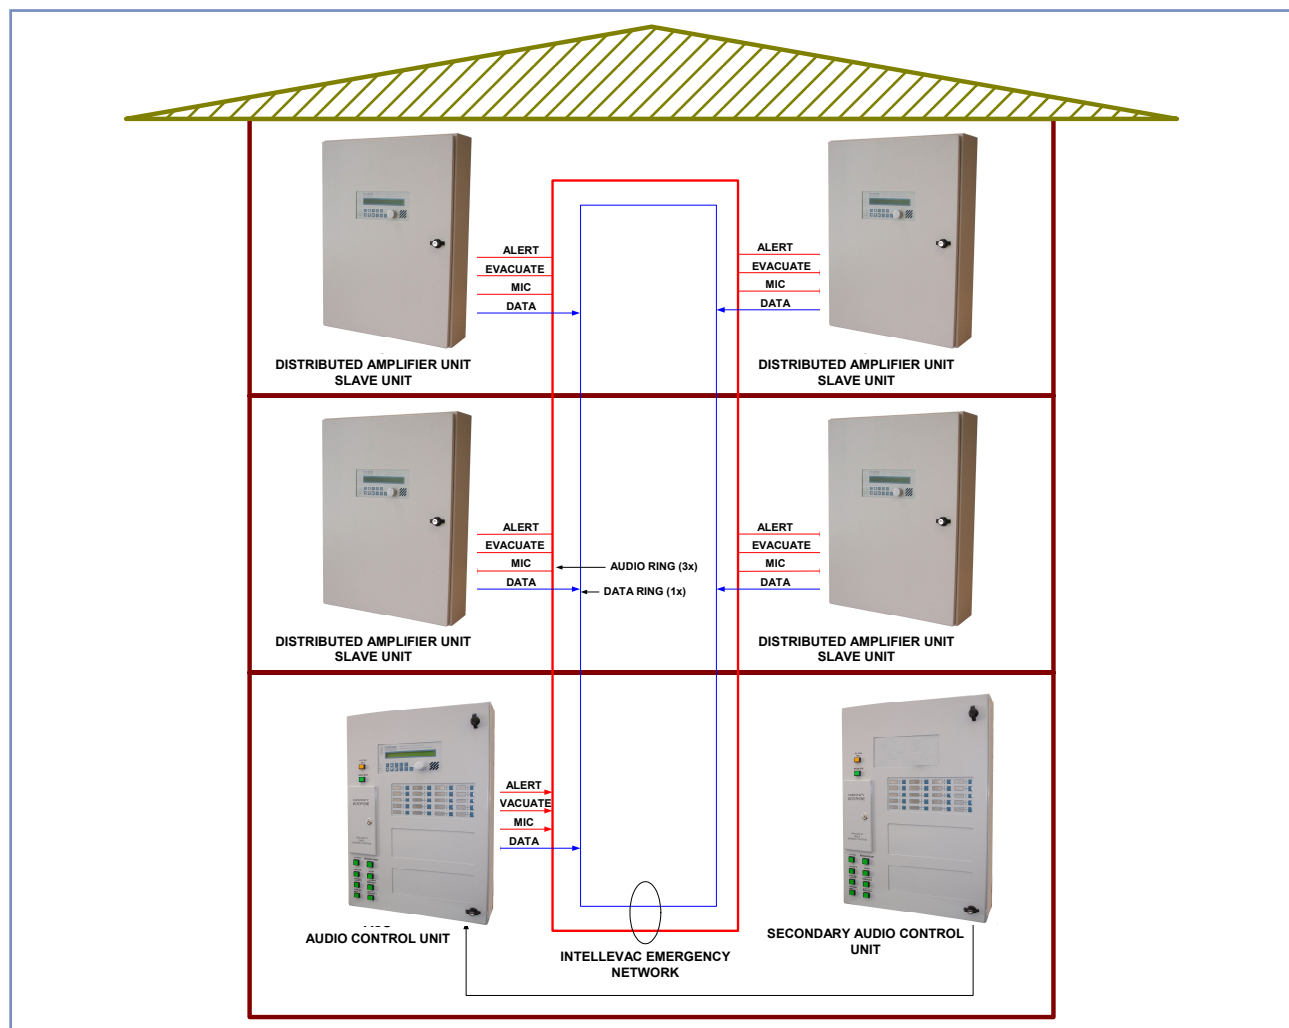 ALERT
EVACUATE
MIC
DATA
ALERT
EVACUATE
MIC
DATA
DISTRIBUTED AMPLIFIER UNIT
SLAVE UNIT
DISTRIBUTED AMPLIFIER UNIT
SLAVE UNIT
ALERT
EVACUATE
MIC
DATA
AUDIO RING (3x)
DATA RING (1x)
ALERT
EVACUATE
MIC
DATA
DISTRIBUTED AMPLIFIER UNIT
SLAVE UNIT
DISTRIBUTED AMPLIFIER UNIT
SLAVE UNIT
ALERT
VACUATE
MIC
DATA
AUDIO CONTROL UNIT
INTELLEVAC EMERGENCY
NETWORK
SECONDARY AUDIO CONTROL
UNIT